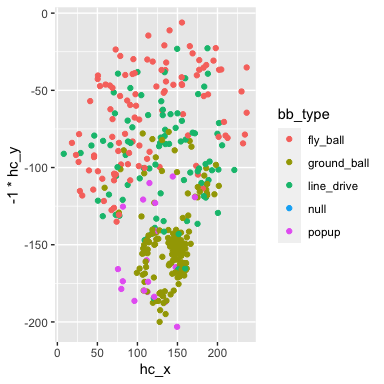 0
-50
-100
-150
-200
-1 * hc_y
0
50
100
150
200
hc_x
bb_type
fly_ball
ground_ball
line_drive
null
popup